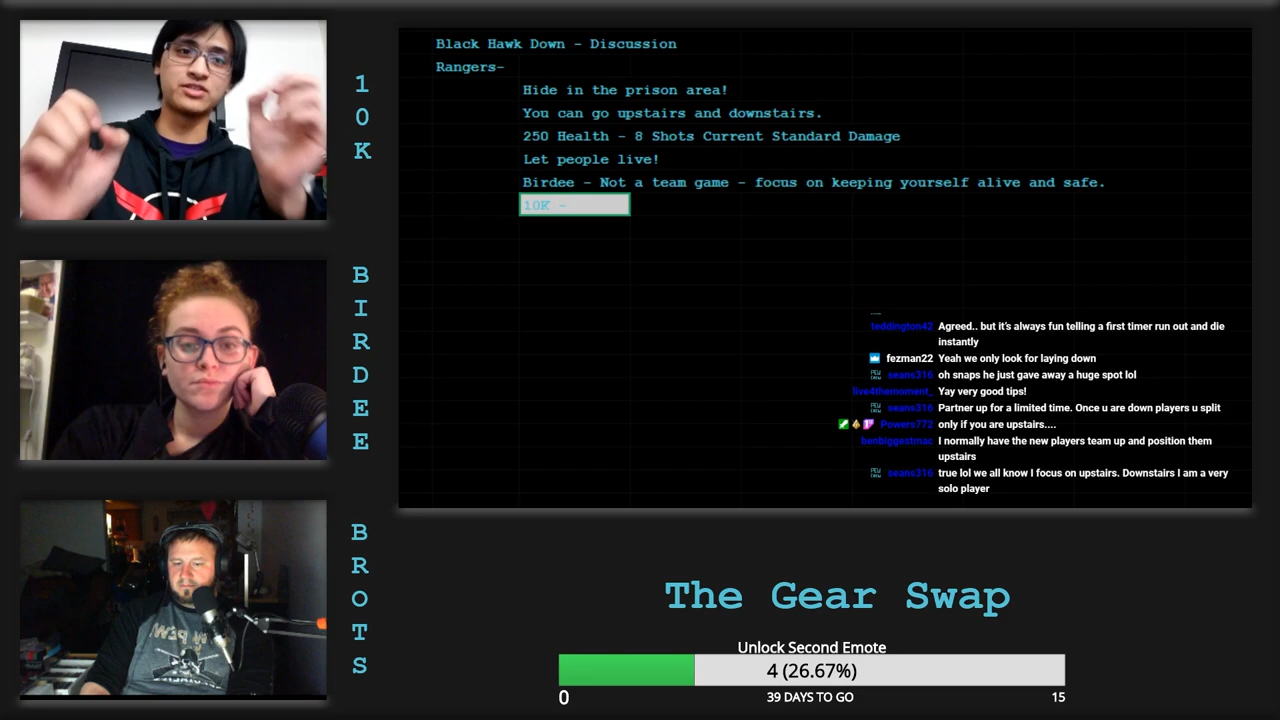 10K
BIRDEE
BROTS
Black Hawk Down - Discussion
Rangers-
Hide in the prison area!
You can go upstairs and downstairs.
250 Health - 8 Shots Current Standard Damage
Let people live!
Birdee - Not a team game - focus on keeping yourself alive and safe.
10K -
teddington42 Agreed.. but it's always fun telling a first timer run out and die
instantly
fezman22 Yeah we only look for laying down
seans316 oh snaps he just gave away a huge spot lol
live4themoment_ Yay very good tips!
seans316 Partner up for a limited time. Once u are down players u split
Powers772 only if you are upstairs....
benbiggestmac I normally have the new players team up and position them
upstairs
seans316 true lol we all know I focus on upstairs. Downstairs I am a very
solo player
The Gear Swap
Unlock Second Emote
4 (26.67%)
0 39 DAYS TO GO 15